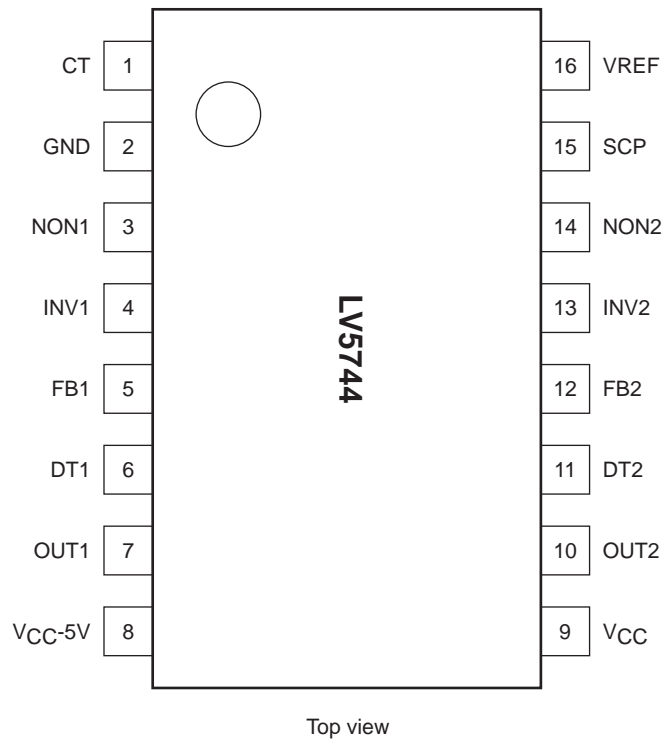 CT 1 16 VREF
GND 2 15 SCP
NON1 3 14 NON2
INV1 4 13 INV2
LV5744
FB1 5 12 FB2
DT1 6 11 DT2
OUT1 7 10 OUT2
VCC-5V 8 9 VCC
Top view